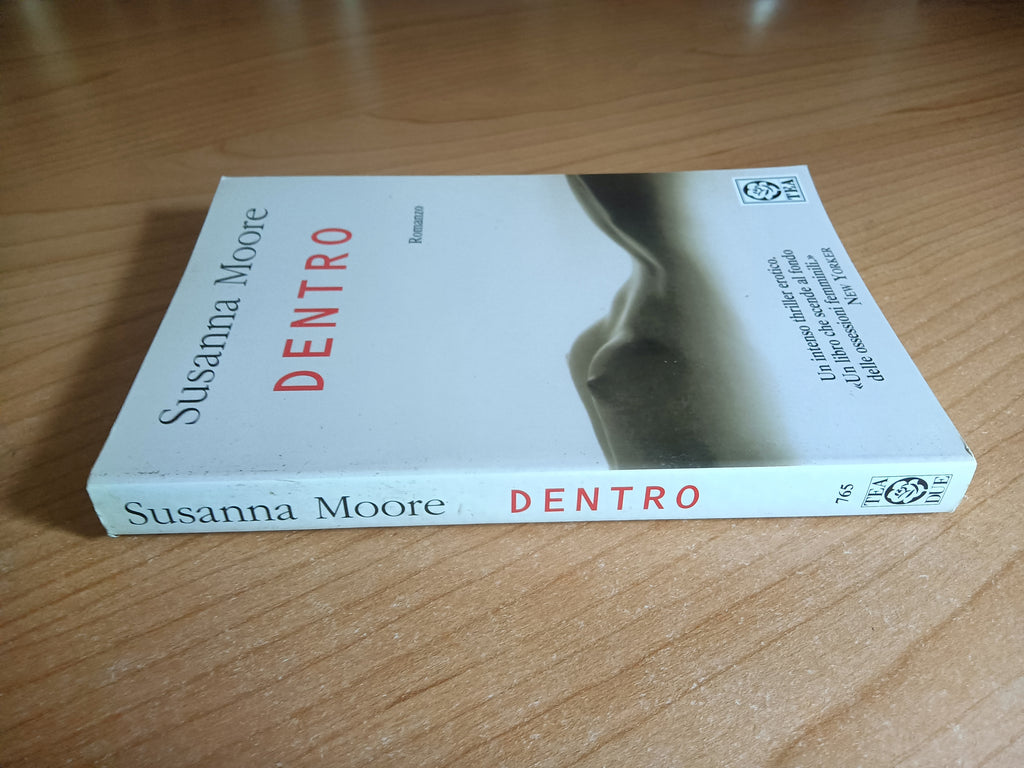 Susanna Moore
DENTRO
Romanzo
Un intenso thriller erotico.
«Un libro che scende al fondo
delle ossessioni femminili.»
NEW YORKER
TEA
Susanna Moore
DENTRO
765
TEA
DUE